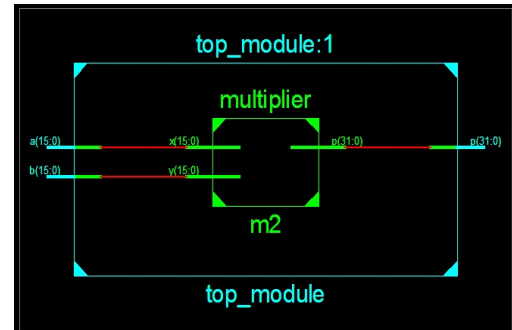 top_module:1
multiplier
a(15:0) x(15:0) p(31:0) p(31:0)
b(15:0) y(15:0)
m2
top_module